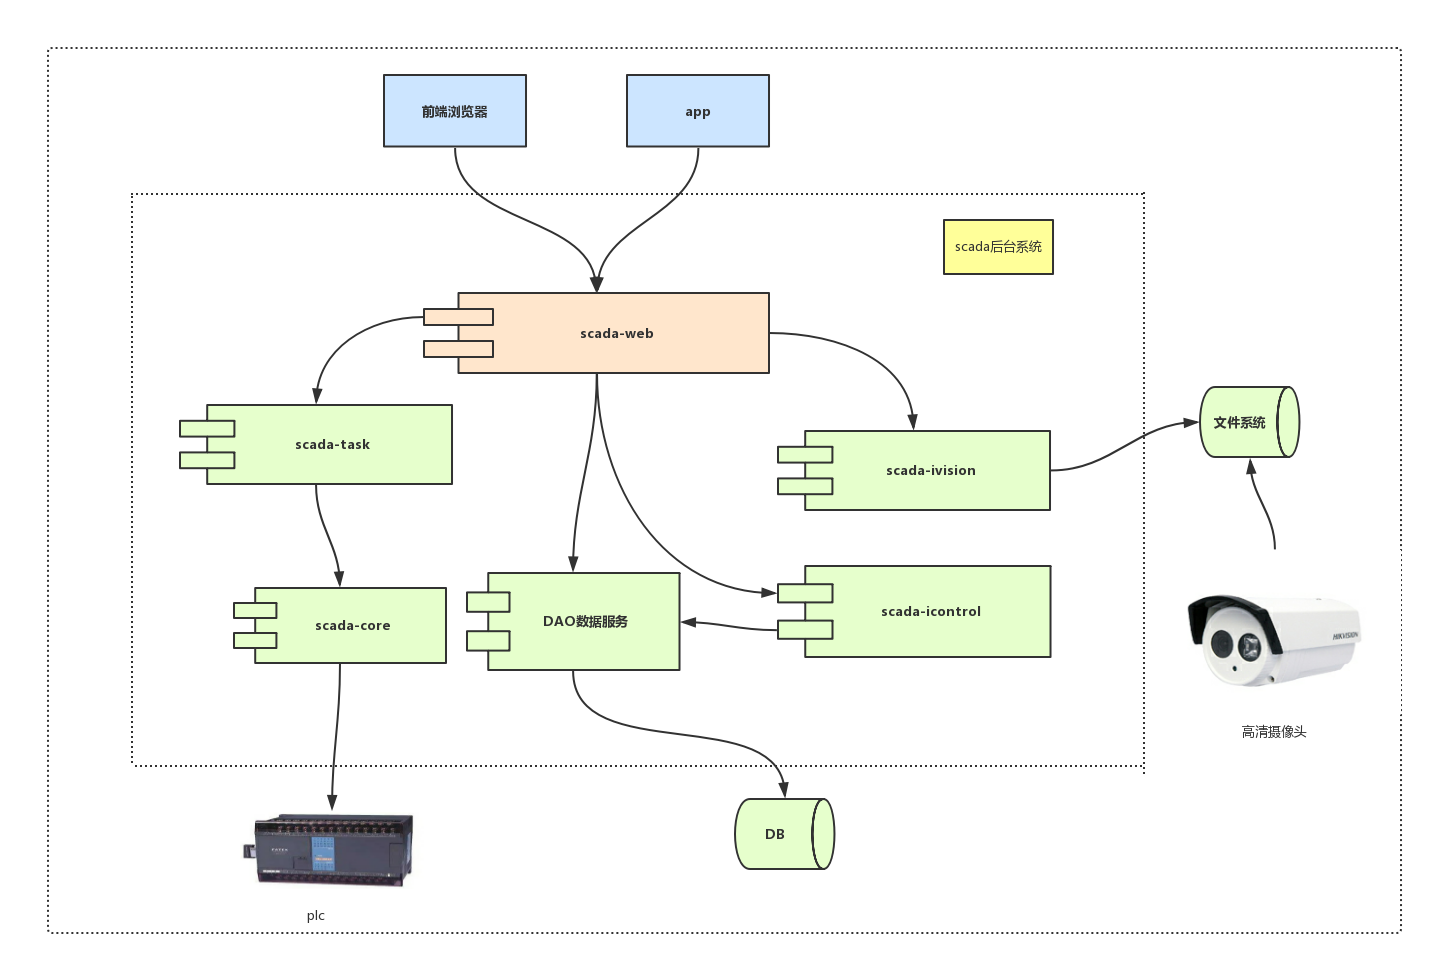 前端浏览器
app
scada后台系统
scada-web
scada-task
文件系统
scada-ivision
scada-icontrol
DAO数据服务
scada-core
HIKVISION
高清摄像头
DB
FATEK
plc